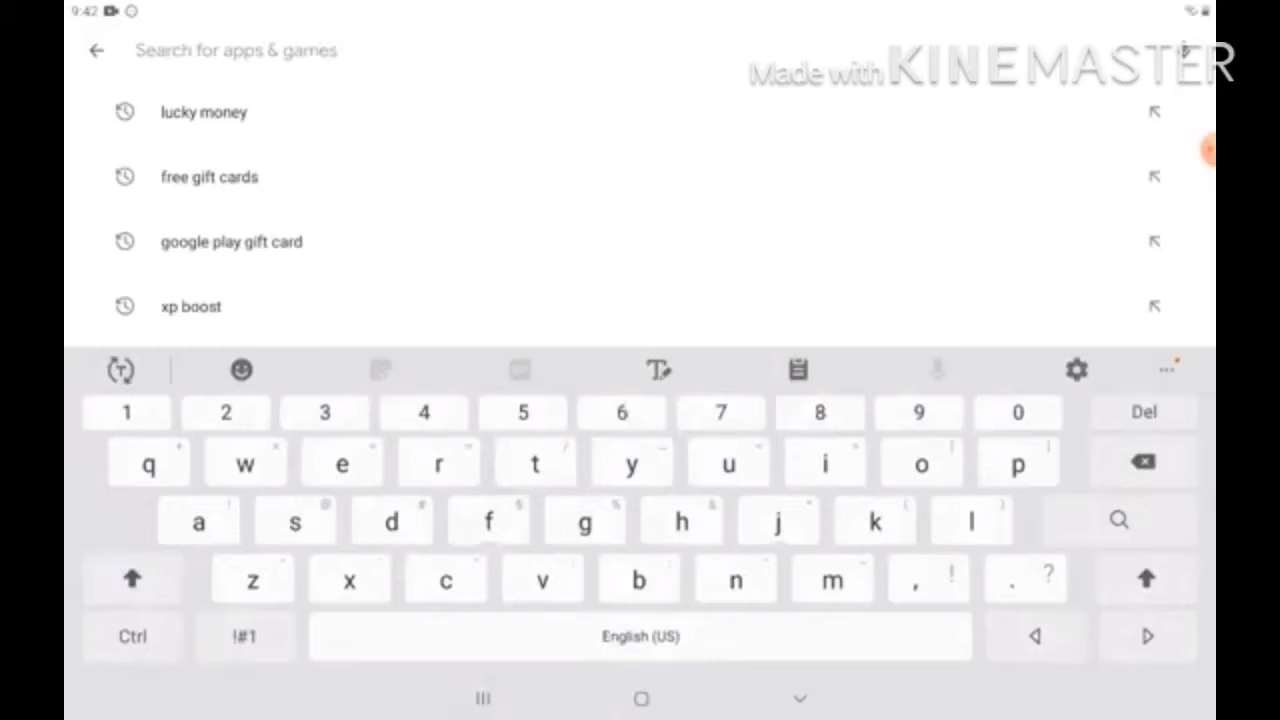 9:42
Search for apps & games
Made with KINEMASTER
lucky money
free gift cards
google play gift card
xp boost
1 2 3 4 5 6 7 8 9 0 Del
q w e r t y u i o p
a s d f g h j k l
z x c v b n m , ! . ?
Ctrl !#1 English (US)